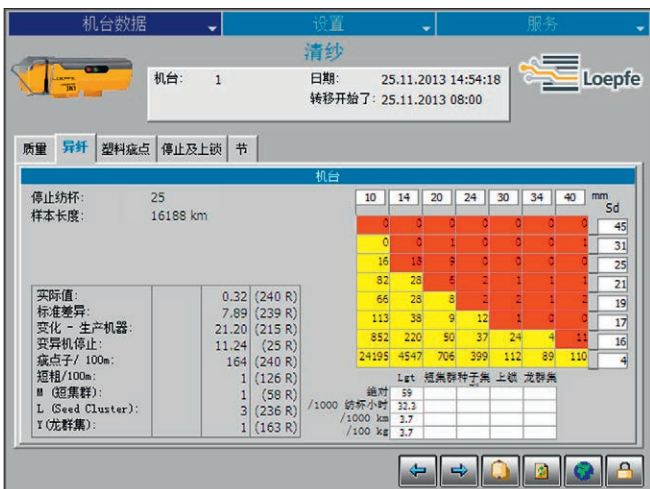 机台数据 设置 服务
清纱
机台: 1 日期: 25.11.2013 14:54:18
转移开始了: 25.11.2013 08:00
Loepfe
LOEPFE
质量 异纤 塑料疵点 停止及上锁 节
机台
停止纺杯: 25
样本长度: 16188 km
10 14 20 24 30 34 40 mm
Sd
0 0 0 0 0 0 0 45
0 0 1 0 0 0 0 31
16 18 9 0 0 0 0 25
82 28 6 2 1 1 1 21
66 28 8 2 2 1 2 19
113 38 9 12 1 0 0 17
852 220 50 37 24 4 11 16
24195 4547 706 399 112 89 110 4
实际值: 0.32 (240 R)
标准差异: 7.89 (239 R)
变化 - 生产机器: 21.20 (215 R)
变异机停止: 11.24 (25 R)
疵点子/ 100m: 164 (240 R)
短粗/100m: 1 (126 R)
M (短集群): 1 (58 R)
L (Seed Cluster): 3 (236 R)
Y(龙群集): 1 (163 R)
Lgt 短集群 种子集 上锁 龙群集
绝对 59
/1000 纺杯小时 32.3
/1000 km 3.7
/100 kg 3.7